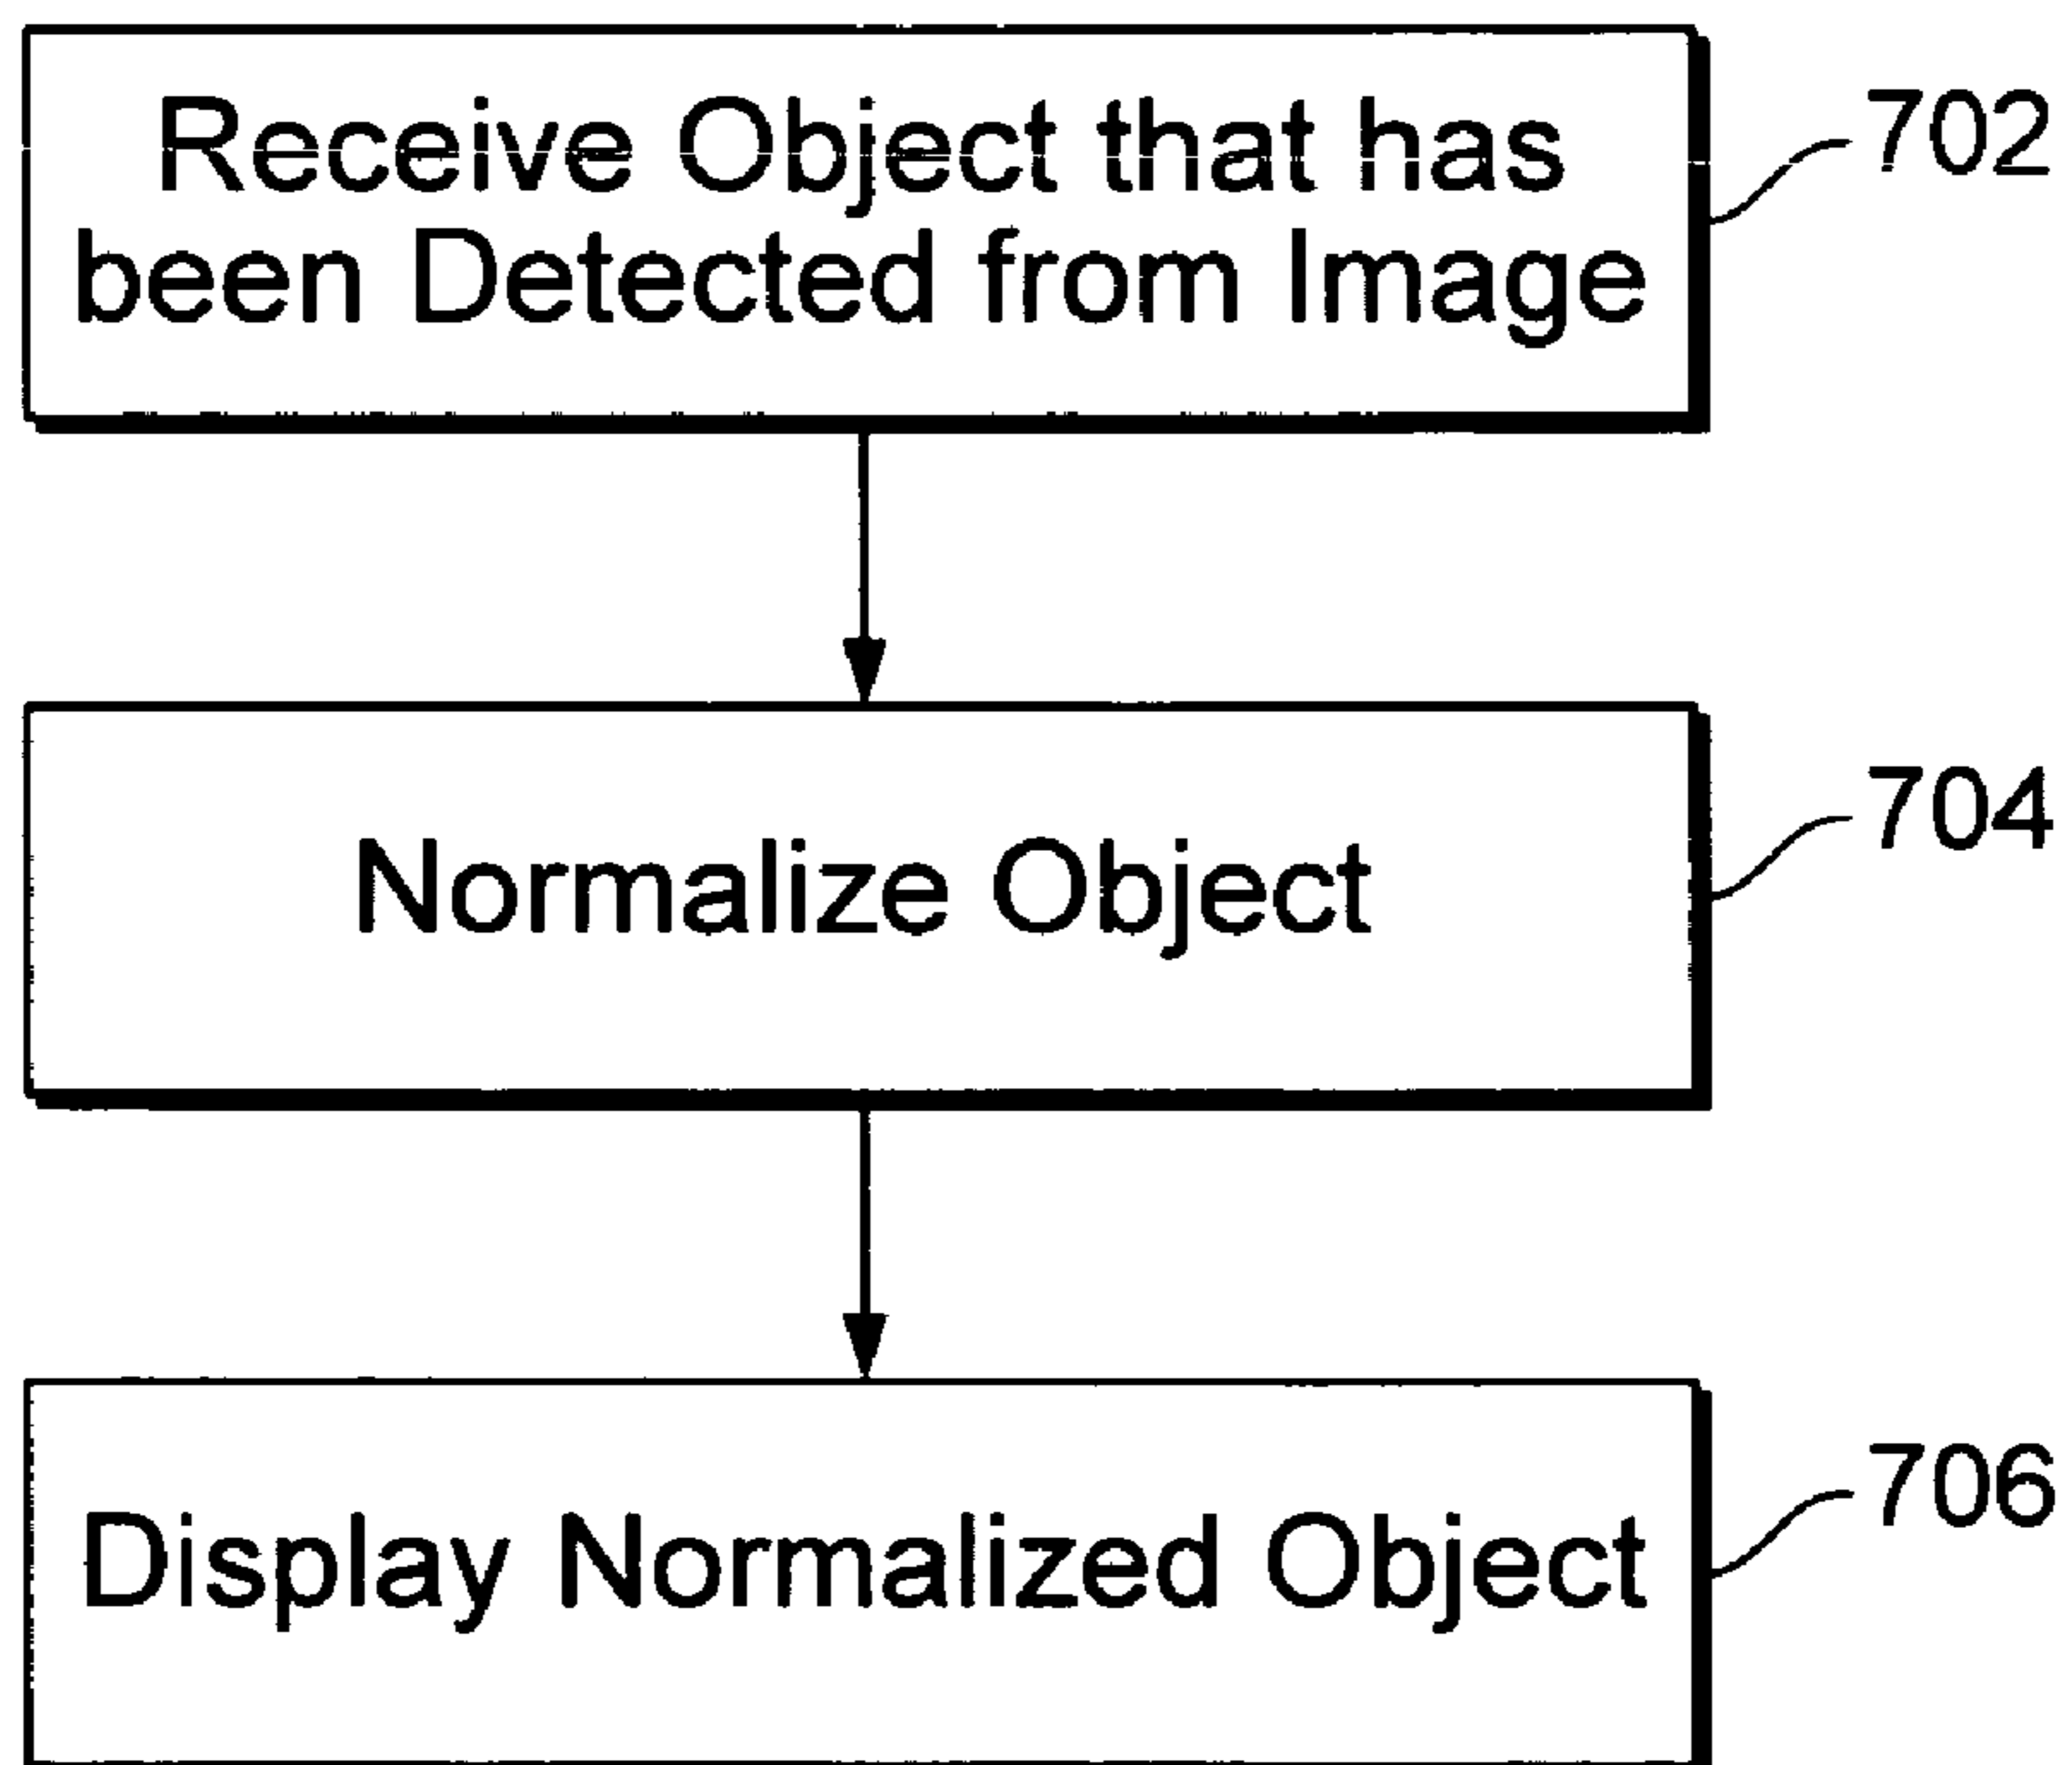 Receive Object that has
been Detected from Image
702
Normalize Object
704
Display Normalized Object
706